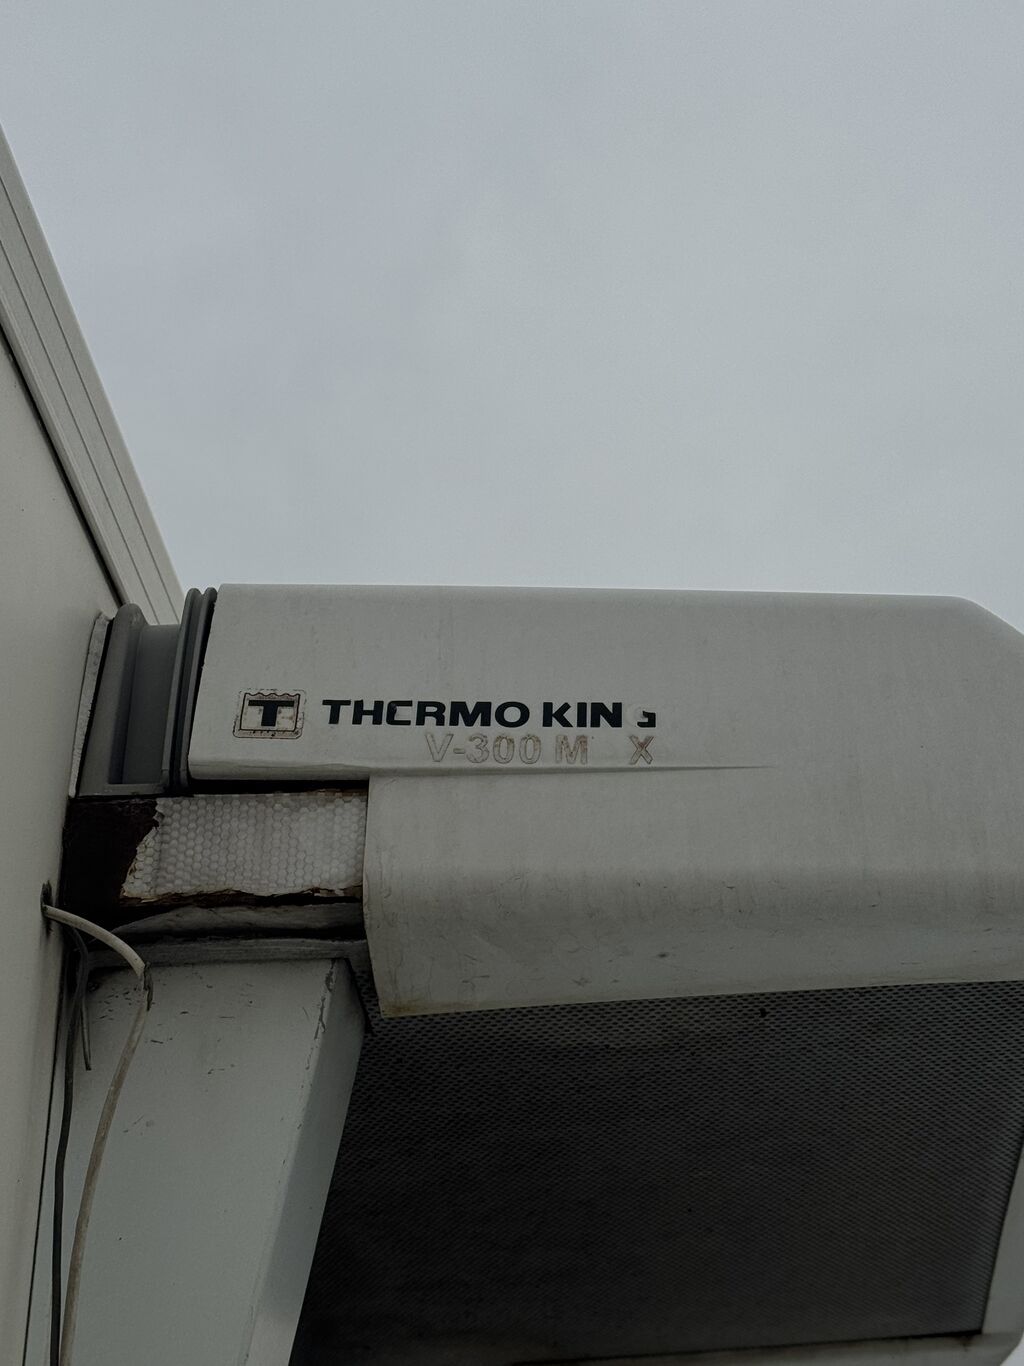 T THERMO KING
V-300 M X